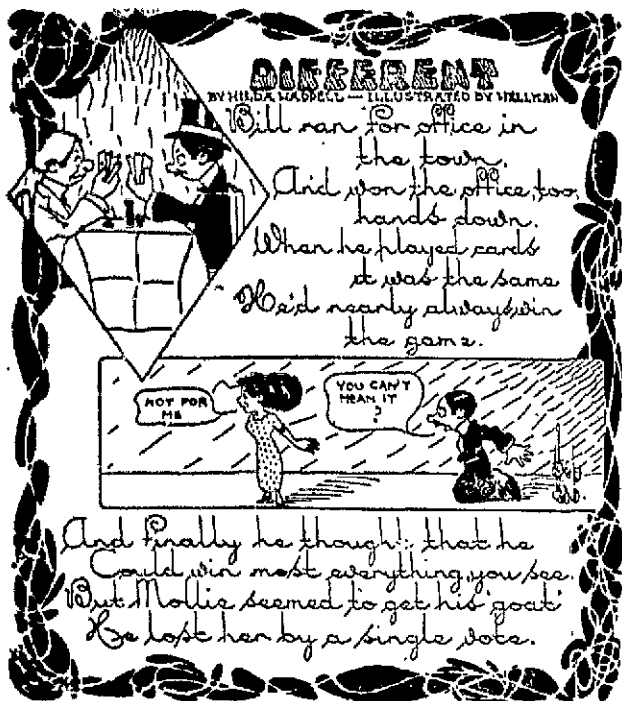 DIFFERENT
BY HILDA WADDELL — ILLUSTRATED BY HELLMAN
Bill ran for office in
the town,
And won the office, too,
hands down.
When he played cards
it was the same
He'd nearly always win
the game.
NOT FOR
ME
YOU CAN'T
MEAN IT
?
And finally he thought that he
Could win most everything, you see.
But Mollie seemed to get his "goat"
He lost her by a single vote.